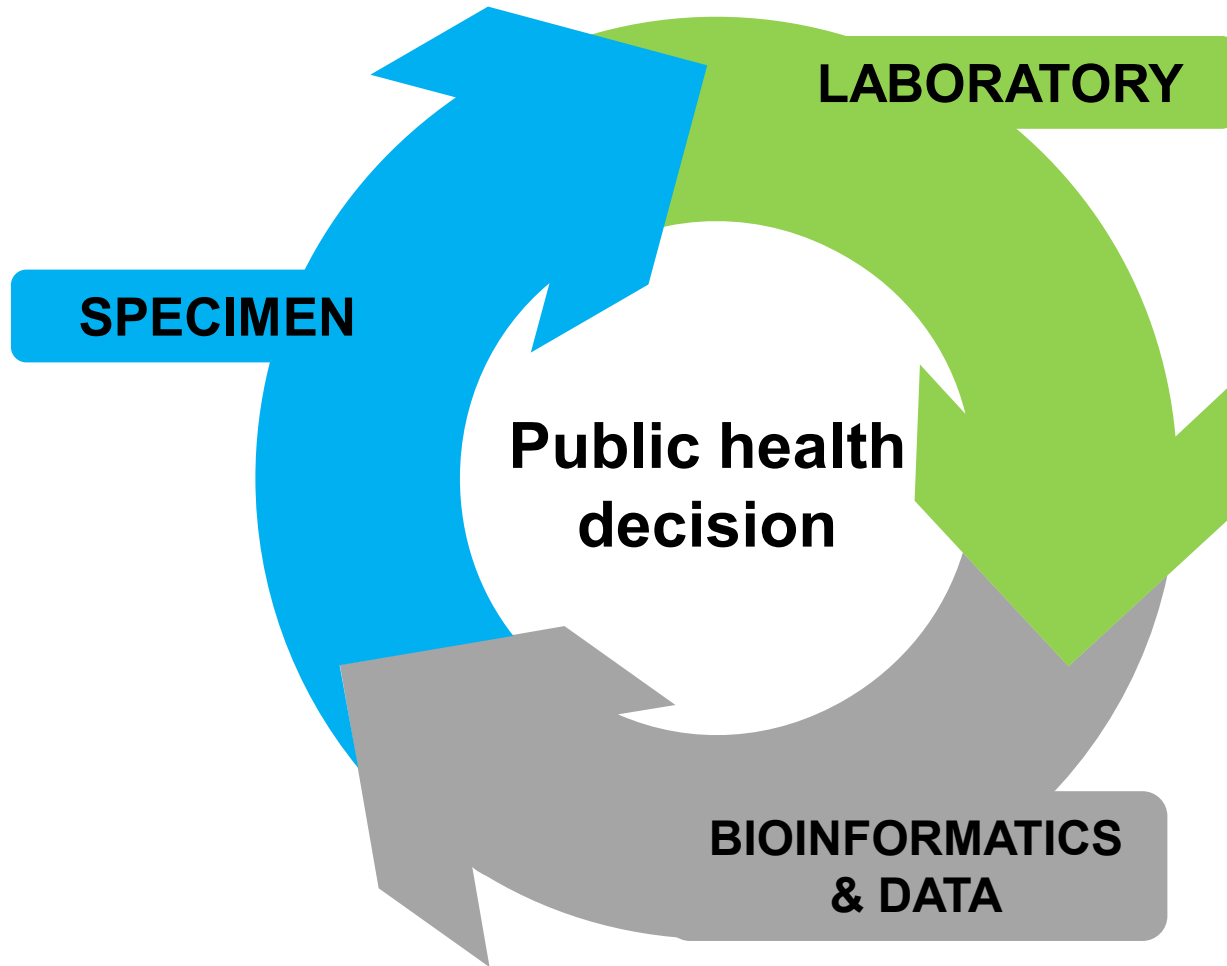 LABORATORY
SPECIMEN
Public health
decision
BIOINFORMATICS
& DATA